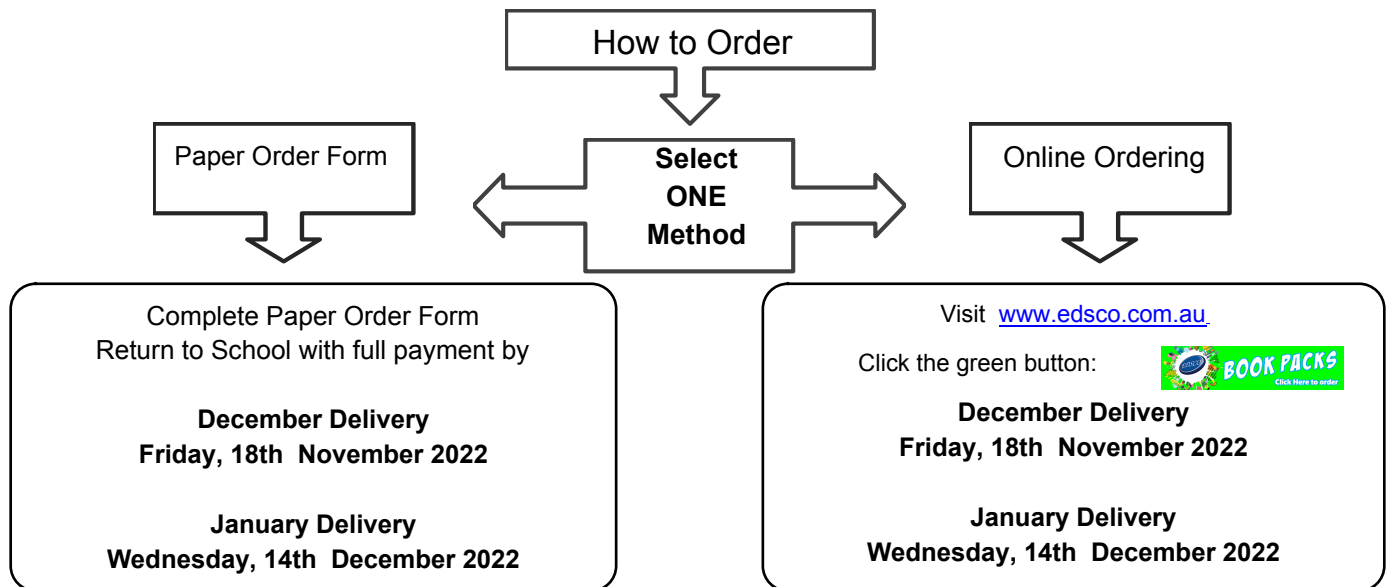 How to Order
Select
ONE
Method
Paper Order Form
Complete Paper Order Form
Return to School with full payment by
December Delivery
Friday, 18th November 2022
January Delivery
Wednesday, 14th December 2022
Online Ordering
Visit www.edsco.com.au
Click the green button:
EDSCO
BOOK PACKS
Click Here to order
December Delivery
Friday, 18th November 2022
January Delivery
Wednesday, 14th December 2022